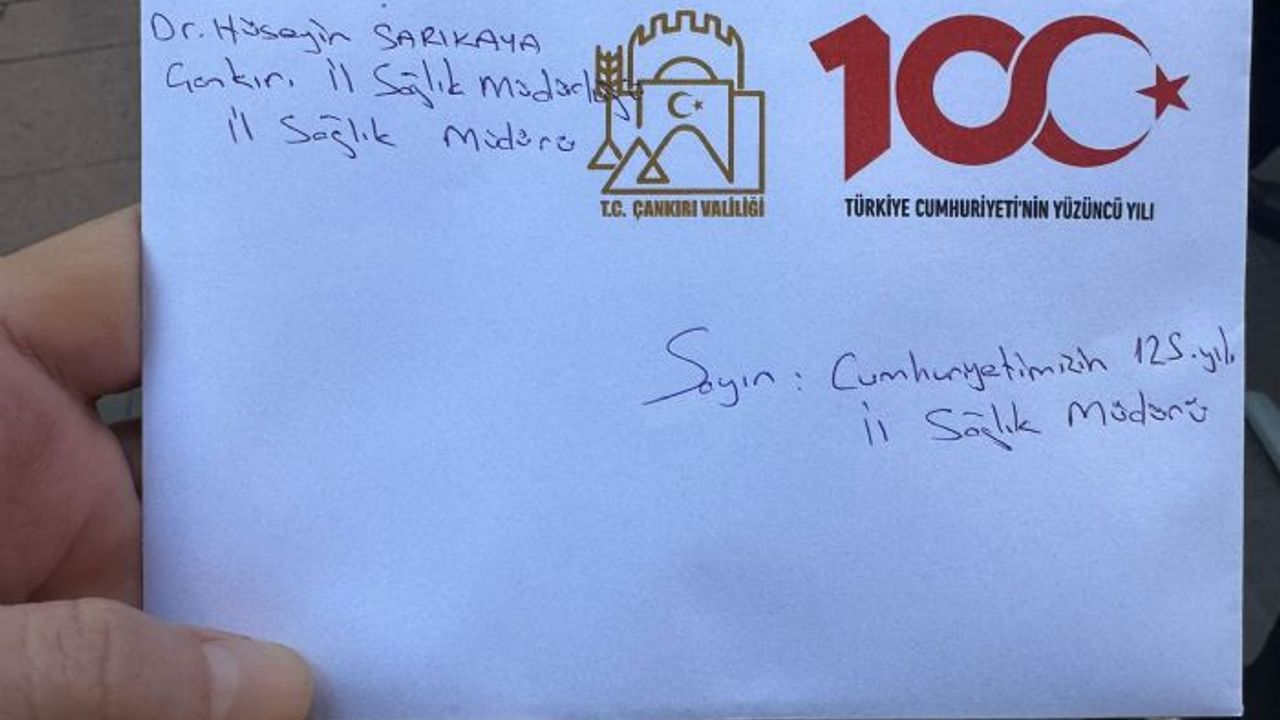 Dr. Hüseyin SARIKAYA
Çankırı İl Sağlık Müdürlüğü
İl Sağlık Müdürü
T.C. ÇANKIRI VALİLİĞİ
100
TÜRKİYE CUMHURİYETİ'NİN YÜZÜNCÜ YILI
Sayın : Cumhuriyetimizin 125. yılı
İl Sağlık Müdürü